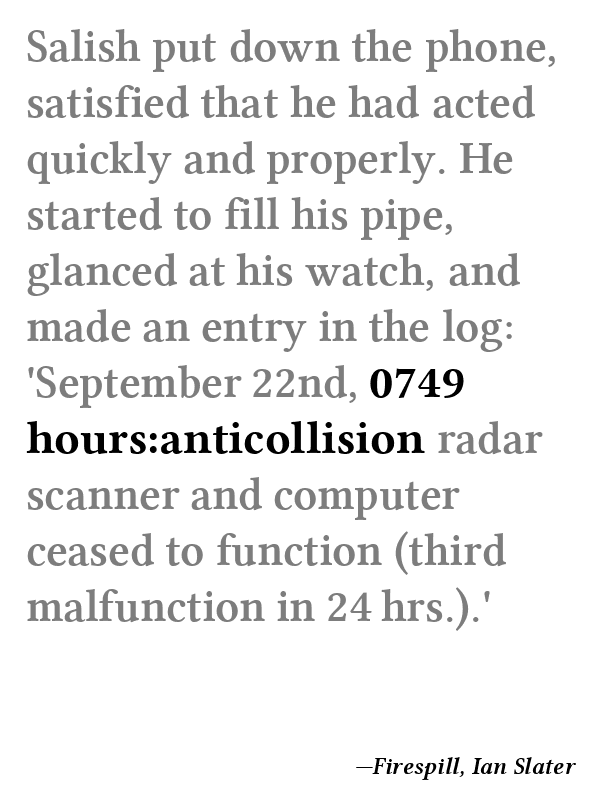 Salish put down the phone,
satisfied that he had acted
quickly and properly. He
started to fill his pipe,
glanced at his watch, and
made an entry in the log:
'September 22nd, 0749
hours:anticollision radar
scanner and computer
ceased to function (third
malfunction in 24 hrs.).'
—Firespill, Ian Slater